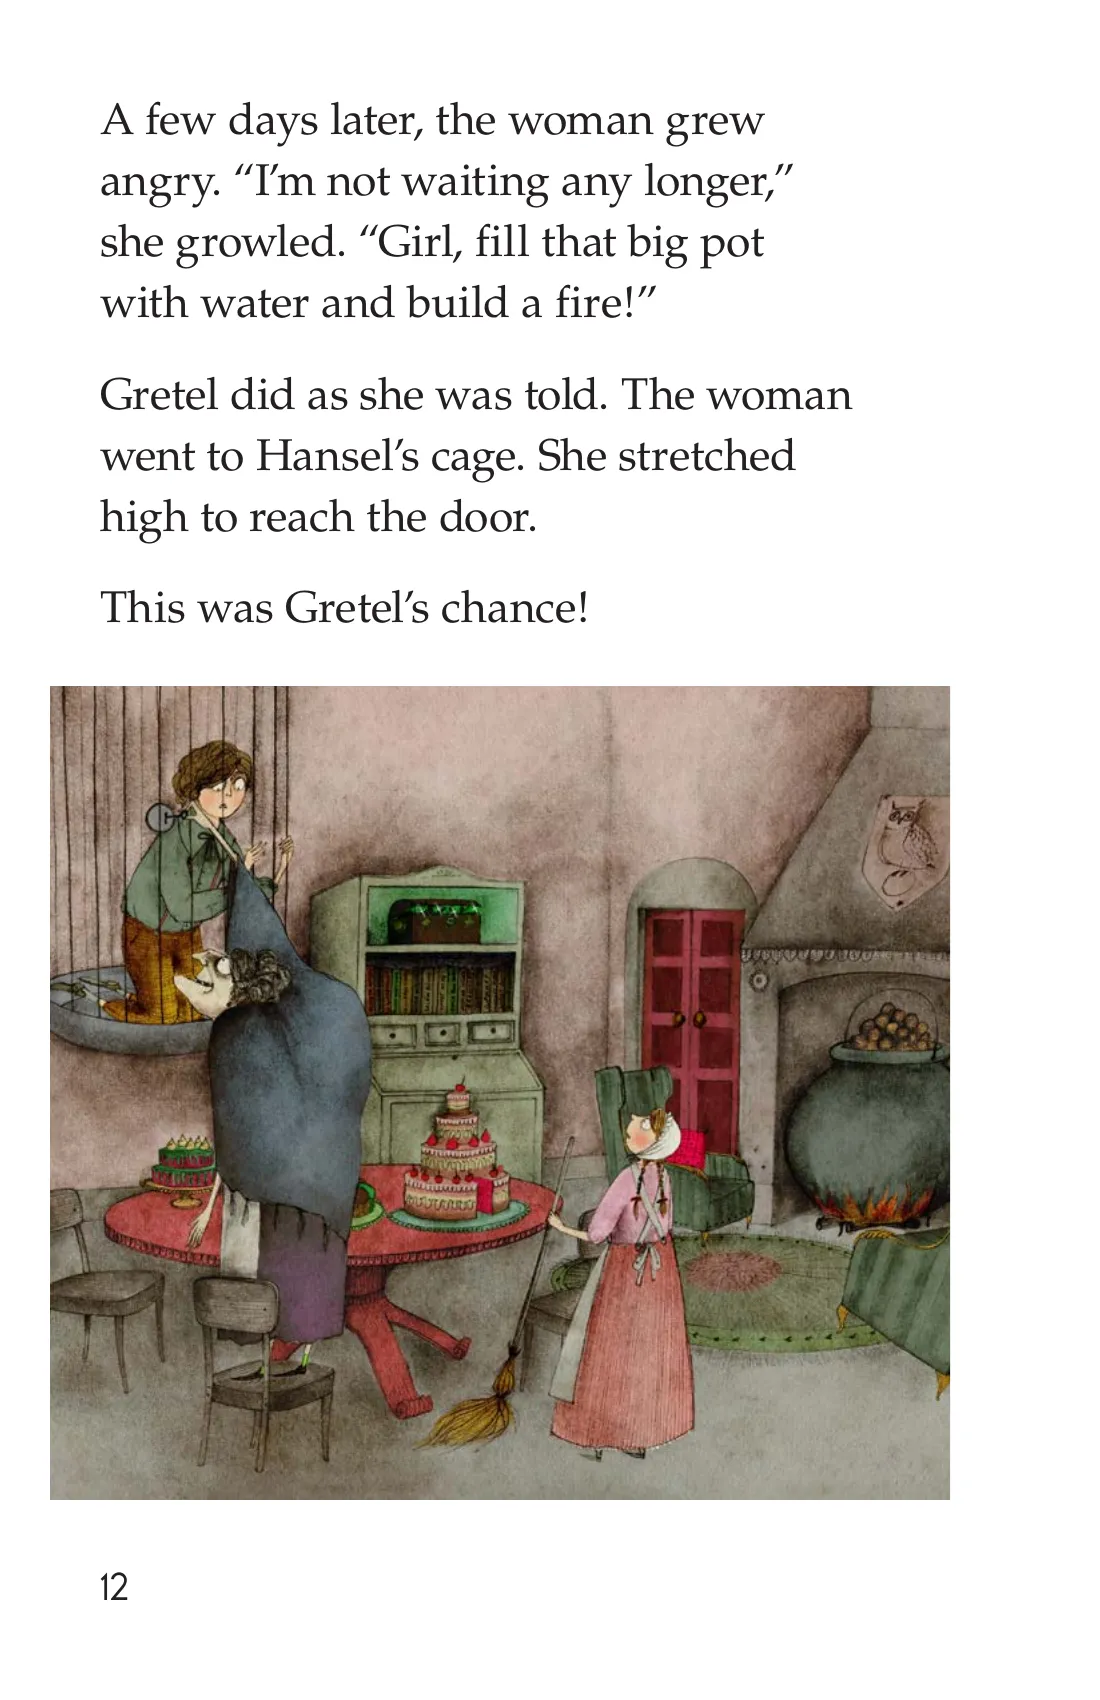 A few days later, the woman grew
angry. “I’m not waiting any longer,”
she growled. “Girl, fill that big pot
with water and build a fire!”
Gretel did as she was told. The woman
went to Hansel’s cage. She stretched
high to reach the door.
This was Gretel’s chance!
12